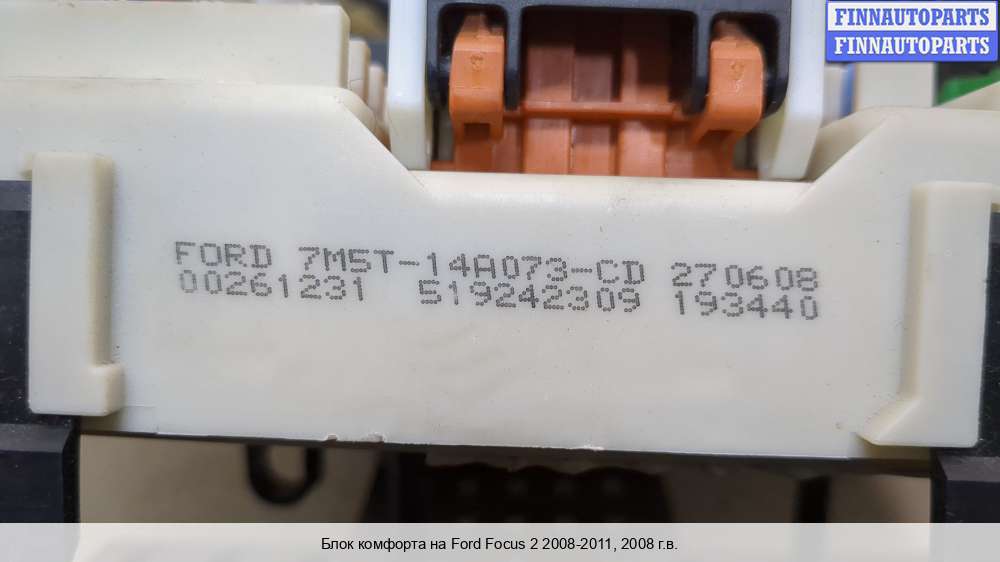 FINNAUTOPARTS
FINNAUTOPARTS
FORD 7M5T-14A073-CD 270608
00261231 519242309 193440
Блок комфорта на Ford Focus 2 2008-2011, 2008 г.в.